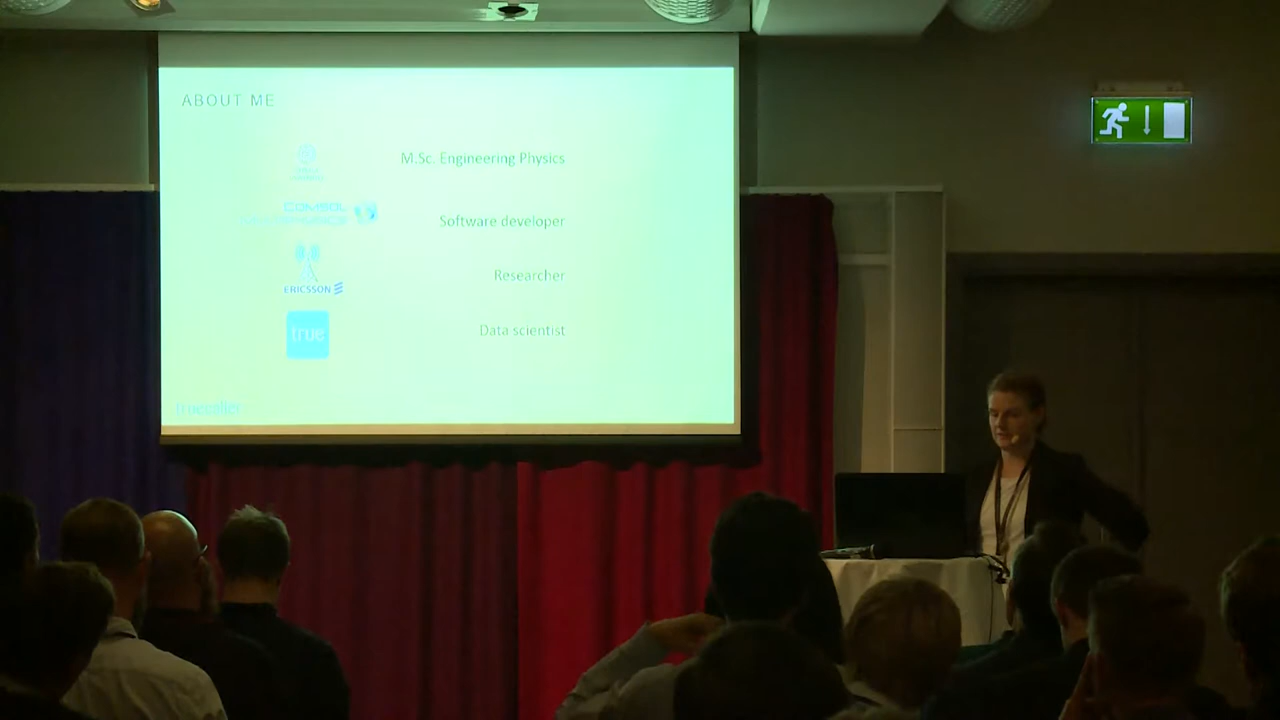 ABOUT ME
M.Sc. Engineering Physics
COMSOL
Software developer
Researcher
ERICSSON
true
Data scientist
truecaller